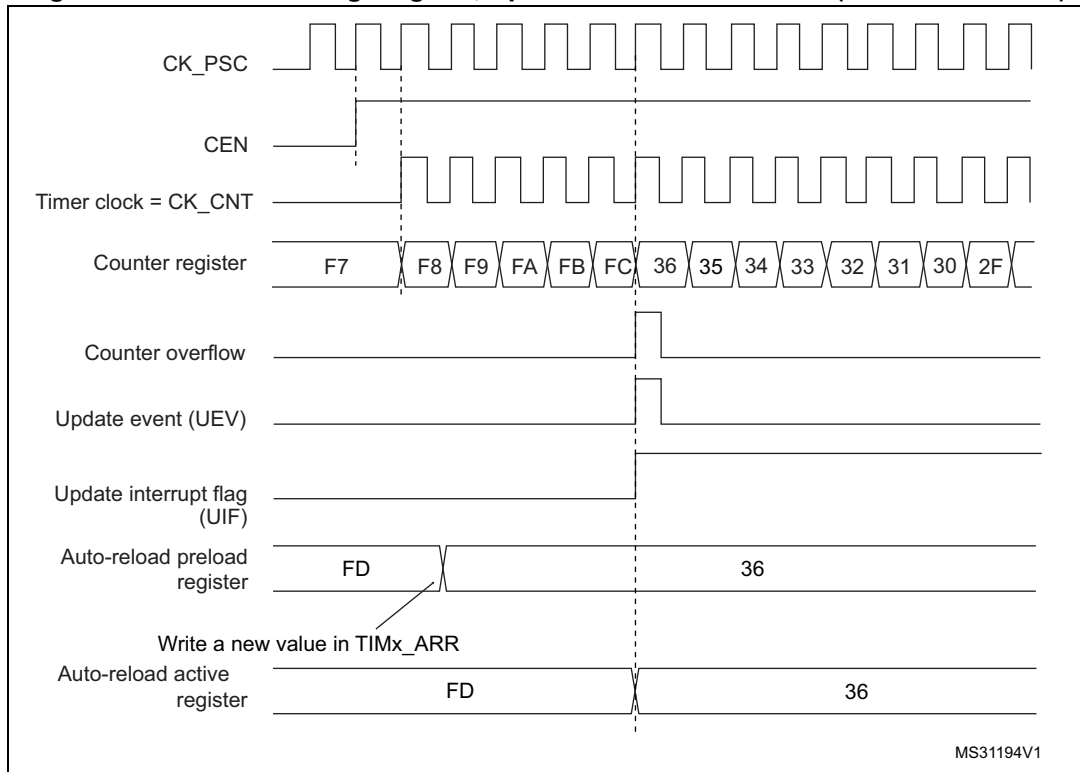 CK_PSC
CEN
Timer clock = CK_CNT
Counter register
F7 F8 F9 FA FB FC 36 35 34 33 32 31 30 2F
Counter overflow
Update event (UEV)
Update interrupt flag
(UIF)
Auto-reload preload
register
FD 36
Write a new value in TIMx_ARR
Auto-reload active
register
FD 36
MS31194V1